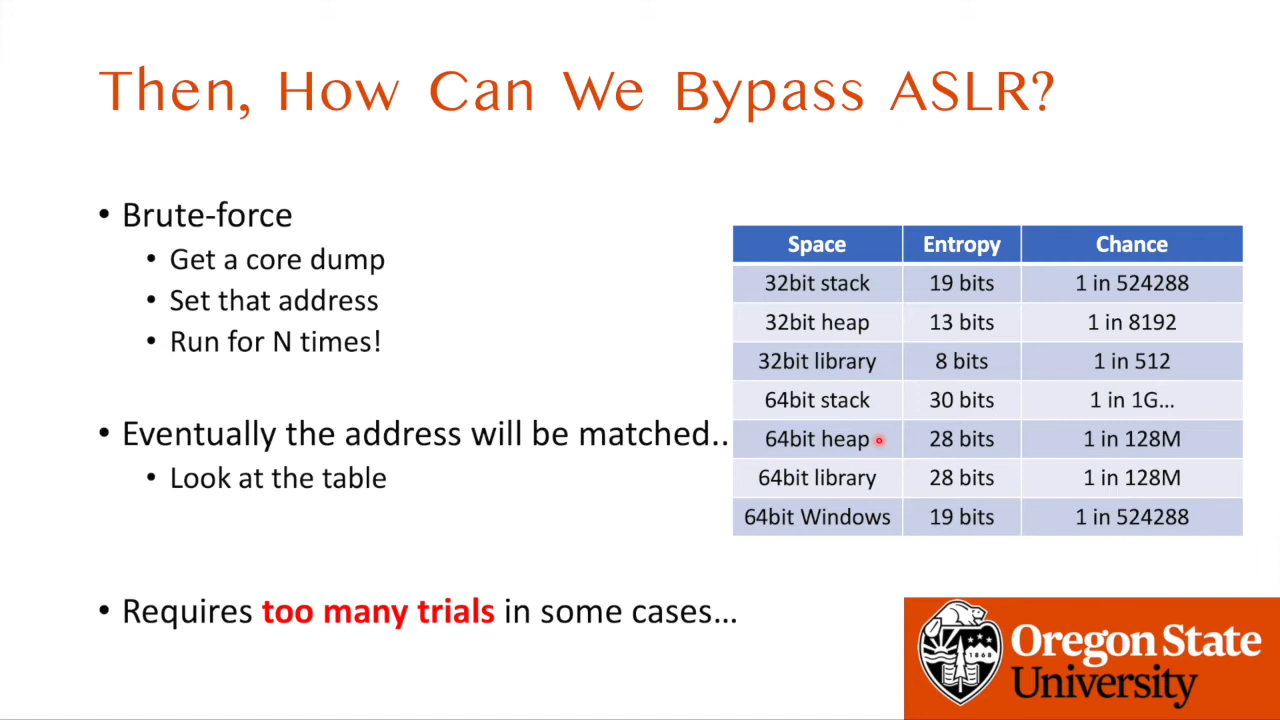 Then, How Can We Bypass ASLR?
• Brute-force
• Get a core dump
• Set that address
• Run for N times!
• Eventually the address will be matched..
• Look at the table
• Requires too many trials in some cases…
Space Entropy Chance
32bit stack 19 bits 1 in 524288
32bit heap 13 bits 1 in 8192
32bit library 8 bits 1 in 512
64bit stack 30 bits 1 in 1G…
64bit heap 28 bits 1 in 128M
64bit library 28 bits 1 in 128M
64bit Windows 19 bits 1 in 524288
1868
Oregon State
University